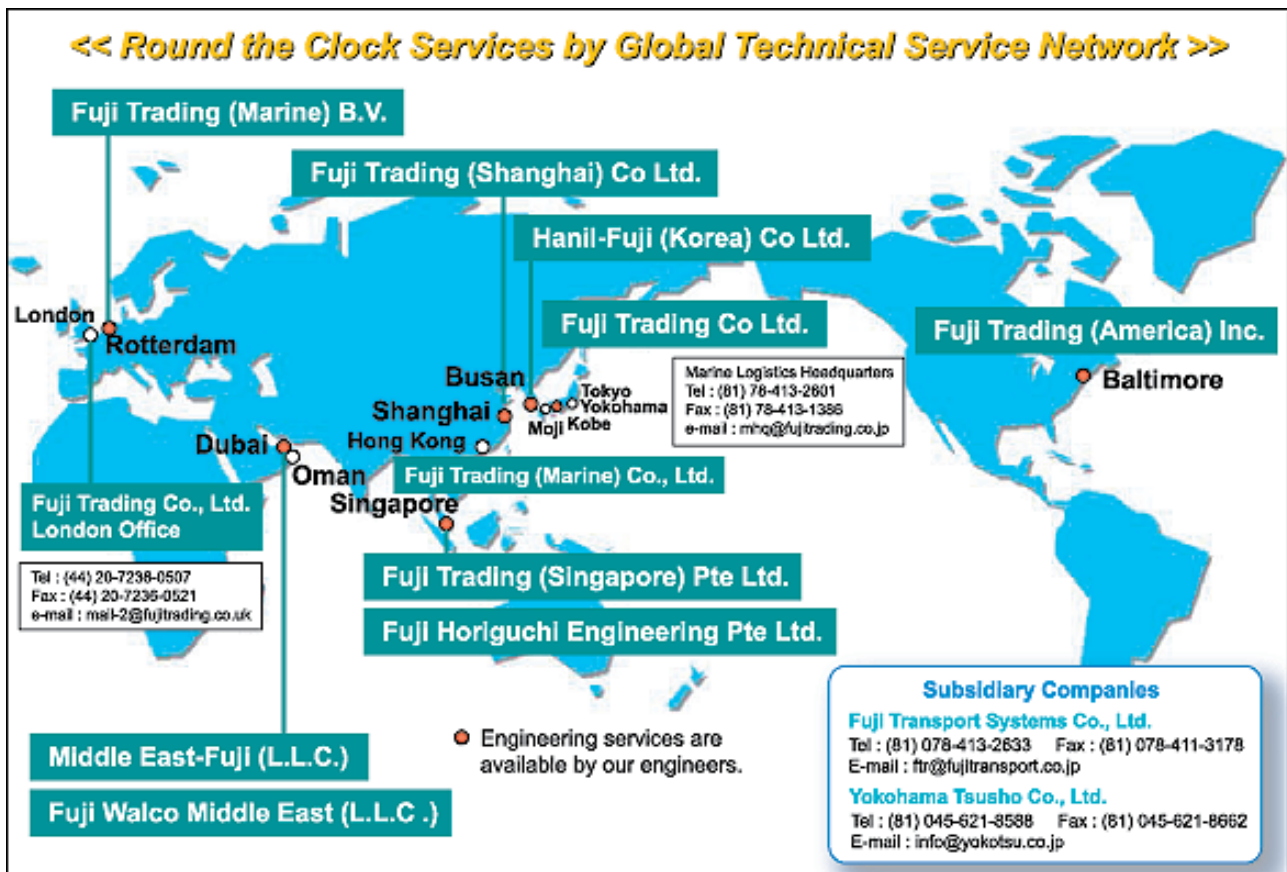 << Round the Clock Services by Global Technical Service Network >>
Fuji Trading (Marine) B.V.
Fuji Trading (Shanghai) Co Ltd.
Hanil-Fuji (Korea) Co Ltd.
Fuji Trading Co Ltd.
Fuji Trading (America) Inc.
London
Rotterdam
Marine Logistics Headquarters
Tel : (81) 78-413-2601
Fax : (81) 78-413-1386
e-mail : mhq@fujitrading.co.jp
Baltimore
Busan
Tokyo
Yokohama
Shanghai
Moji
Kobe
Dubai
Hong Kong
Oman
Fuji Trading (Marine) Co., Ltd.
Singapore
Fuji Trading Co., Ltd.
London Office
Tel : (44) 20-7238-0507
Fax : (44) 20-7236-0521
e-mail : mail-2@fujitrading.co.uk
Fuji Trading (Singapore) Pte Ltd.
Fuji Horiguchi Engineering Pte Ltd.
Middle East-Fuji (L.L.C.)
Fuji Walco Middle East (L.L.C .)
Engineering services are
available by our engineers.
Subsidiary Companies
Fuji Transport Systems Co., Ltd.
Tel : (81) 078-413-2633 Fax : (81) 078-411-3178
E-mail : ftr@fujitransport.co.jp
Yokohama Tsusho Co., Ltd.
Tel : (81) 045-621-8588 Fax : (81) 045-621-8662
E-mail : info@yokotsu.co.jp